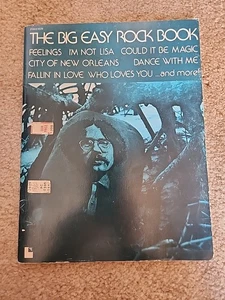 THE BIG EASY ROCK BOOK
FEELINGS I'M NOT LISA COULD IT BE MAGIC
CITY OF NEW ORLEANS DANCE WITH ME
FALLIN' IN LOVE WHO LOVES YOU ...and more!